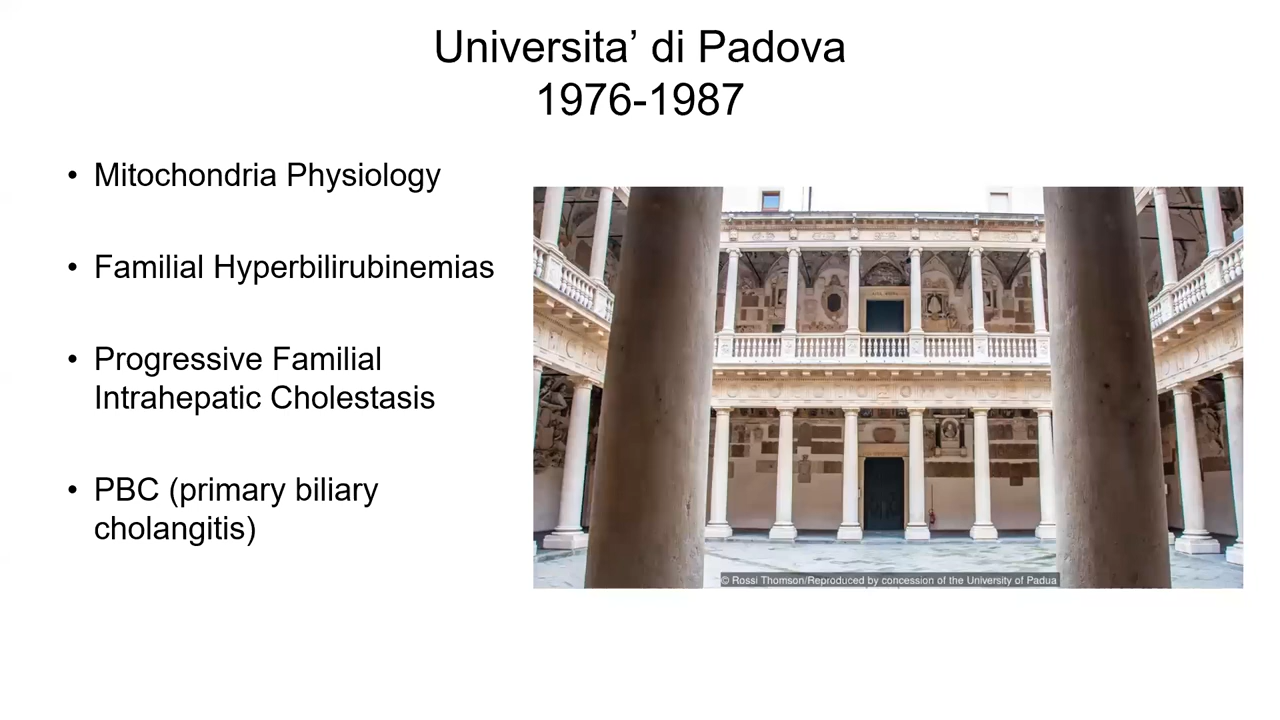 Universita’ di Padova
1976-1987
• Mitochondria Physiology
• Familial Hyperbilirubinemias
• Progressive Familial
Intrahepatic Cholestasis
• PBC (primary biliary
cholangitis)
© Rossi Thomson/Reproduced by concession of the University of Padua